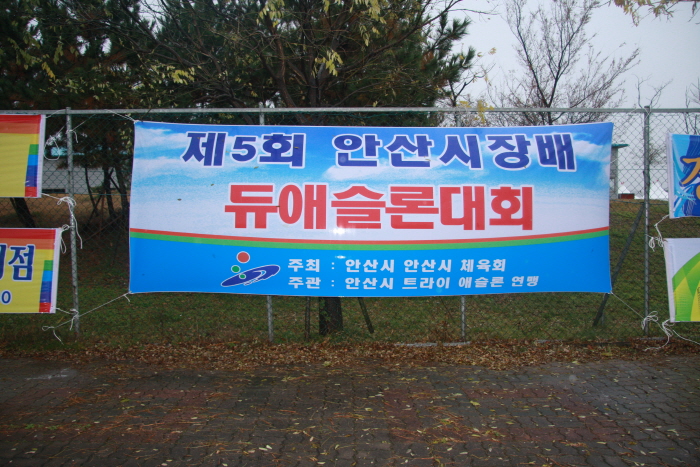 제5회 안산시장배
듀애슬론대회
주최 : 안산시 안산시 체육회
주관 : 안산시 트라이 애슬론 연맹
점
0